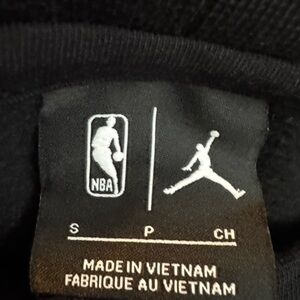 NBA
S P CH
MADE IN VIETNAM
FABRIQUE AU VIETNAM